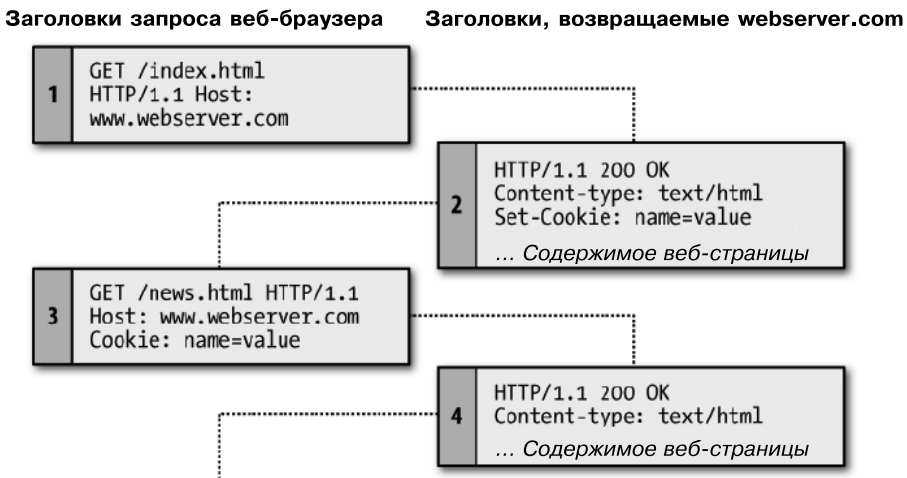 Заголовки запроса веб-браузера
Заголовки, возвращаемые webserver.com
1
GET /index.html
HTTP/1.1 Host:
www.webserver.com
2
HTTP/1.1 200 OK
Content-type: text/html
Set-Cookie: name=value
... Содержимое веб-страницы
3
GET /news.html HTTP/1.1
Host: www.webserver.com
Cookie: name=value
4
HTTP/1.1 200 OK
Content-type: text/html
... Содержимое веб-страницы